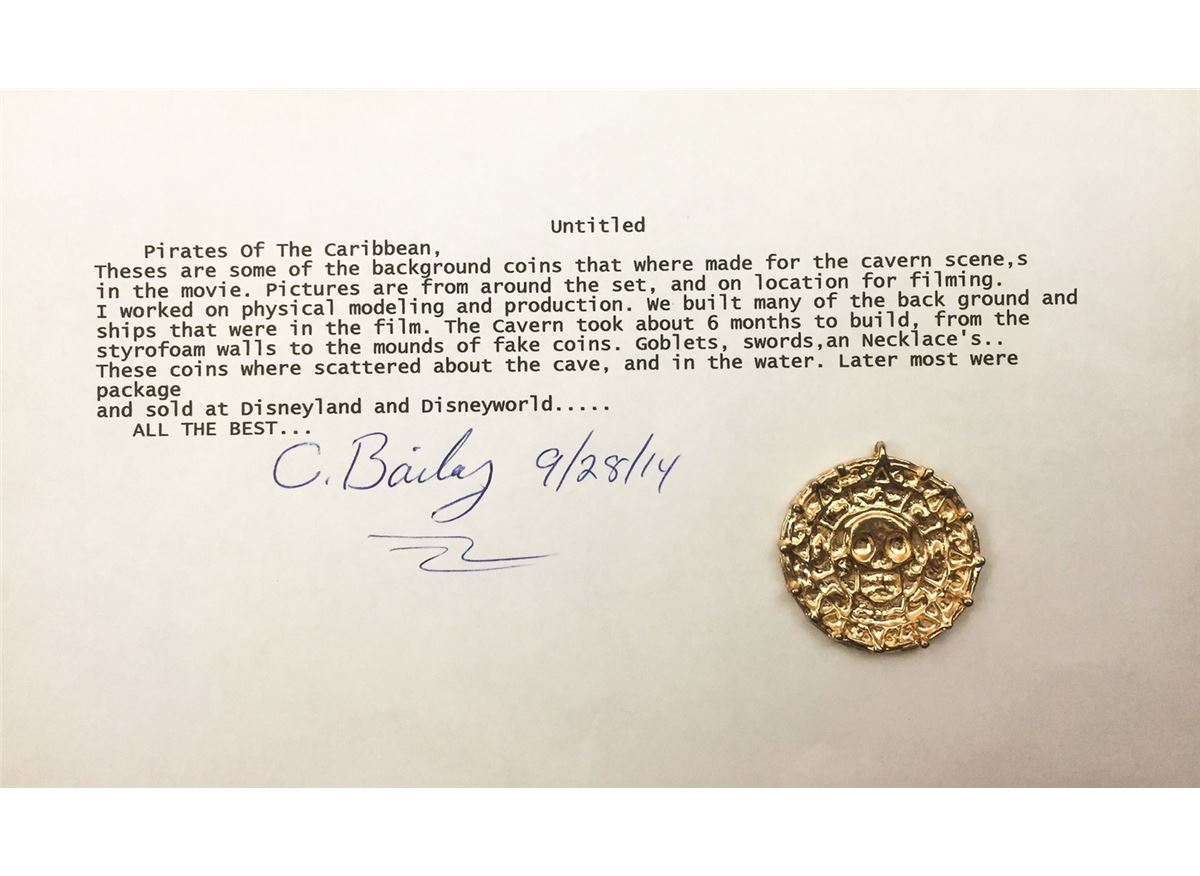 Untitled
Pirates Of The Caribbean,
Theses are some of the background coins that where made for the cavern scene,s
in the movie. Pictures are from around the set, and on location for filming.
I worked on physical modeling and production. We built many of the back ground and
ships that were in the film. The Cavern took about 6 months to build, from the
styrofoam walls to the mounds of fake coins. Goblets, swords,an Necklace's..
These coins where scattered about the cave, and in the water. Later most were
package
and sold at Disneyland and Disneyworld.....
ALL THE BEST...
C. Bailey 9/28/14